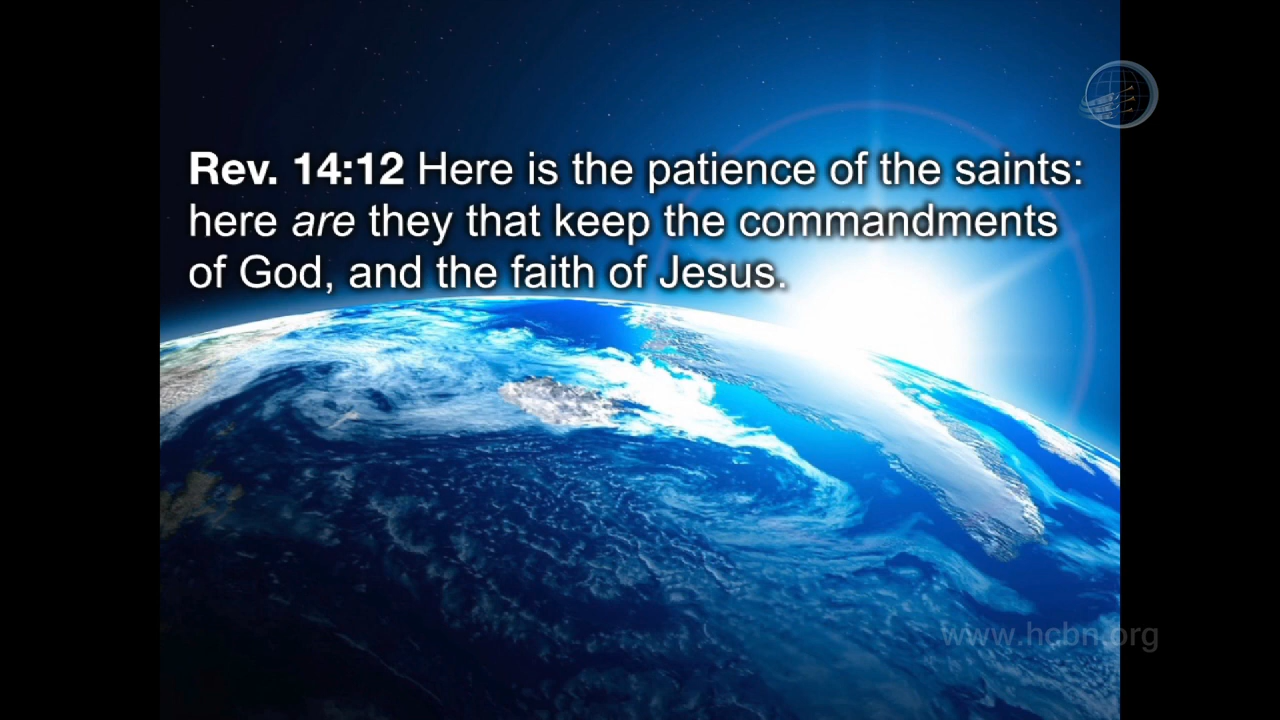 Rev. 14:12 Here is the patience of the saints:
here are they that keep the commandments
of God, and the faith of Jesus.
www.hcbn.org